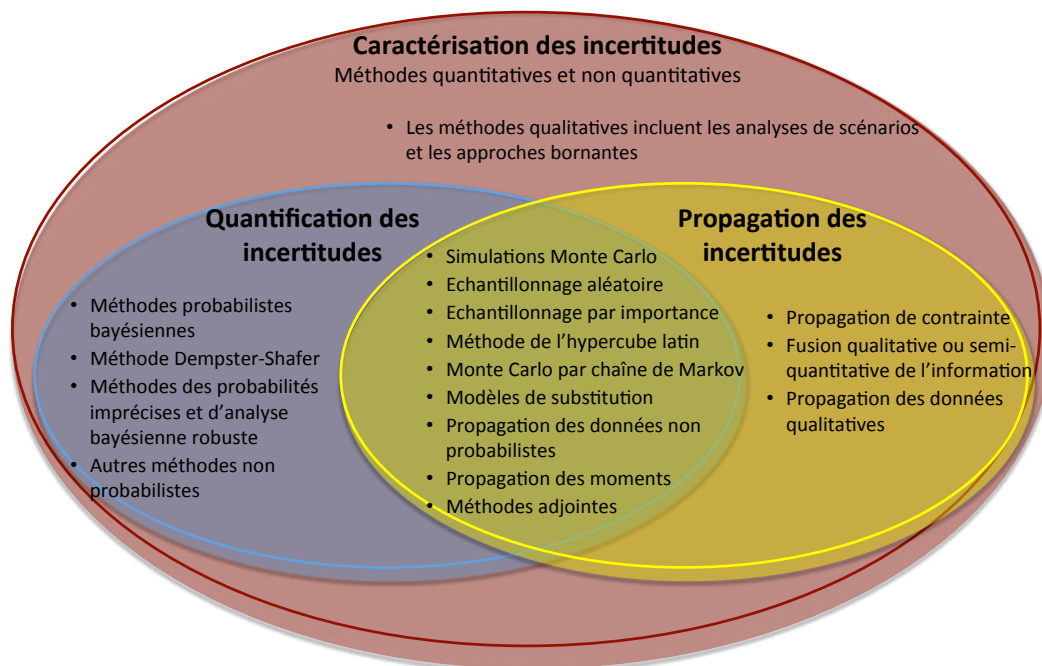 Caractérisation des incertitudes
Méthodes quantitatives et non quantitatives
• Les méthodes qualitatives incluent les analyses de scénarios
et les approches bornantes
Quantification des
incertitudes
• Méthodes probabilistes
bayésiennes
• Méthode Dempster-Shafer
• Méthodes des probabilités
imprécises et d'analyse
bayésienne robuste
• Autres méthodes non
probabilistes
• Simulations Monte Carlo
• Echantillonnage aléatoire
• Echantillonnage par importance
• Méthode de l'hypercube latin
• Monte Carlo par chaîne de Markov
• Modèles de substitution
• Propagation des données non
probabilistes
• Propagation des moments
• Méthodes adjointes
Propagation des
incertitudes
• Propagation de contrainte
• Fusion qualitative ou semi-
quantitative de l'information
• Propagation des données
qualitatives